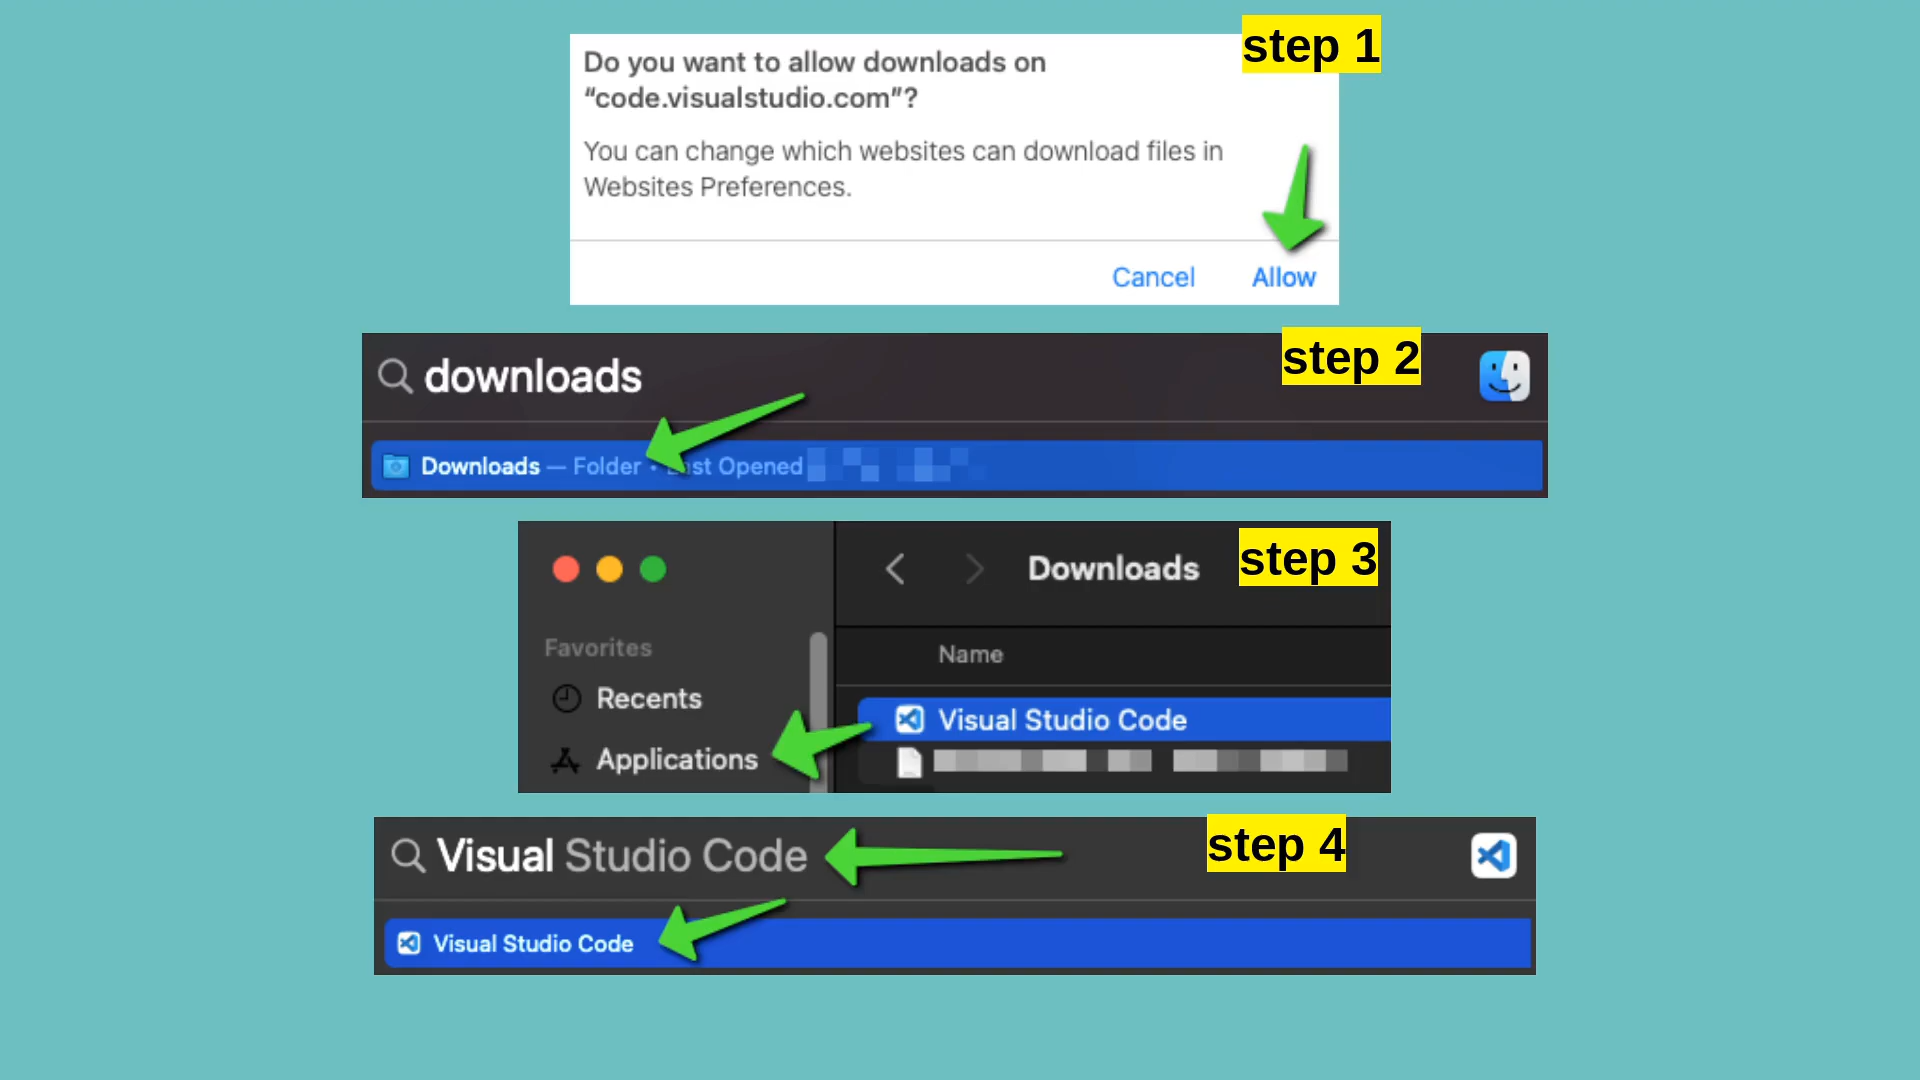 step 1
Do you want to allow downloads on
“code.visualstudio.com”?
You can change which websites can download files in
Websites Preferences.
Cancel Allow
step 2
downloads
Downloads — Folder • Last Opened
step 3
Downloads
Favorites
Name
Recents
Visual Studio Code
Applications
step 4
Visual Studio Code
Visual Studio Code